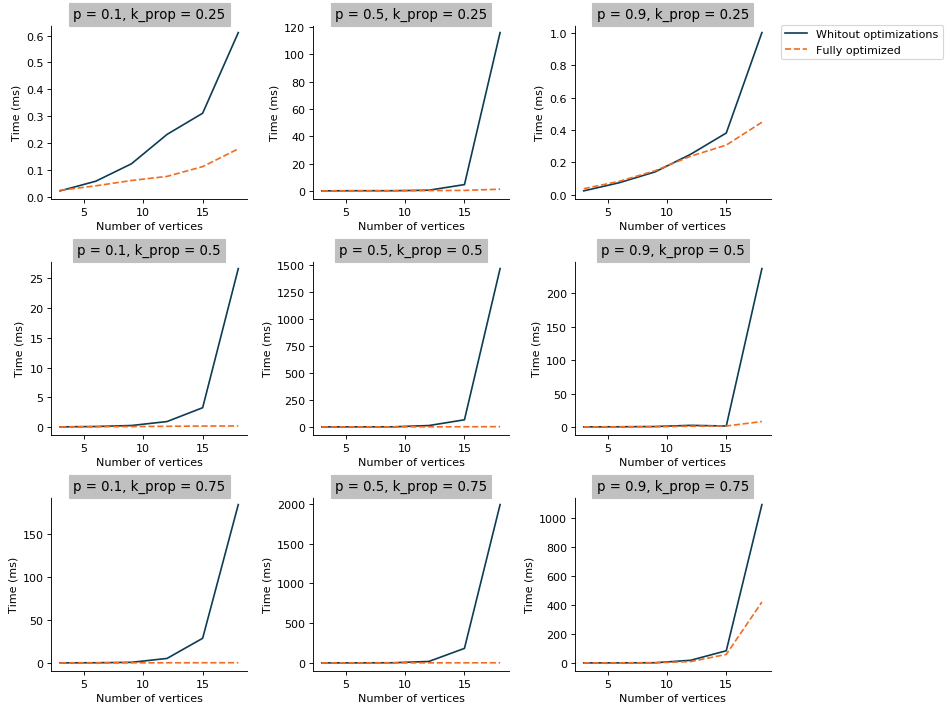 p = 0.1, k_prop = 0.25
p = 0.5, k_prop = 0.25
p = 0.9, k_prop = 0.25
Whitout optimizations
Fully optimized
Time (ms)
0.6
0.5
0.4
0.3
0.2
0.1
0.0
5
10
15
Number of vertices
Time (ms)
120
100
80
60
40
20
0
5
10
15
Number of vertices
Time (ms)
1.0
0.8
0.6
0.4
0.2
0.0
5
10
15
Number of vertices
p = 0.1, k_prop = 0.5
p = 0.5, k_prop = 0.5
p = 0.9, k_prop = 0.5
Time (ms)
25
20
15
10
5
0
5
10
15
Number of vertices
Time (ms)
1500
1250
1000
750
500
250
0
5
10
15
Number of vertices
Time (ms)
200
150
100
50
0
5
10
15
Number of vertices
p = 0.1, k_prop = 0.75
p = 0.5, k_prop = 0.75
p = 0.9, k_prop = 0.75
Time (ms)
150
100
50
0
5
10
15
Number of vertices
Time (ms)
2000
1500
1000
500
0
5
10
15
Number of vertices
Time (ms)
1000
800
600
400
200
0
5
10
15
Number of vertices